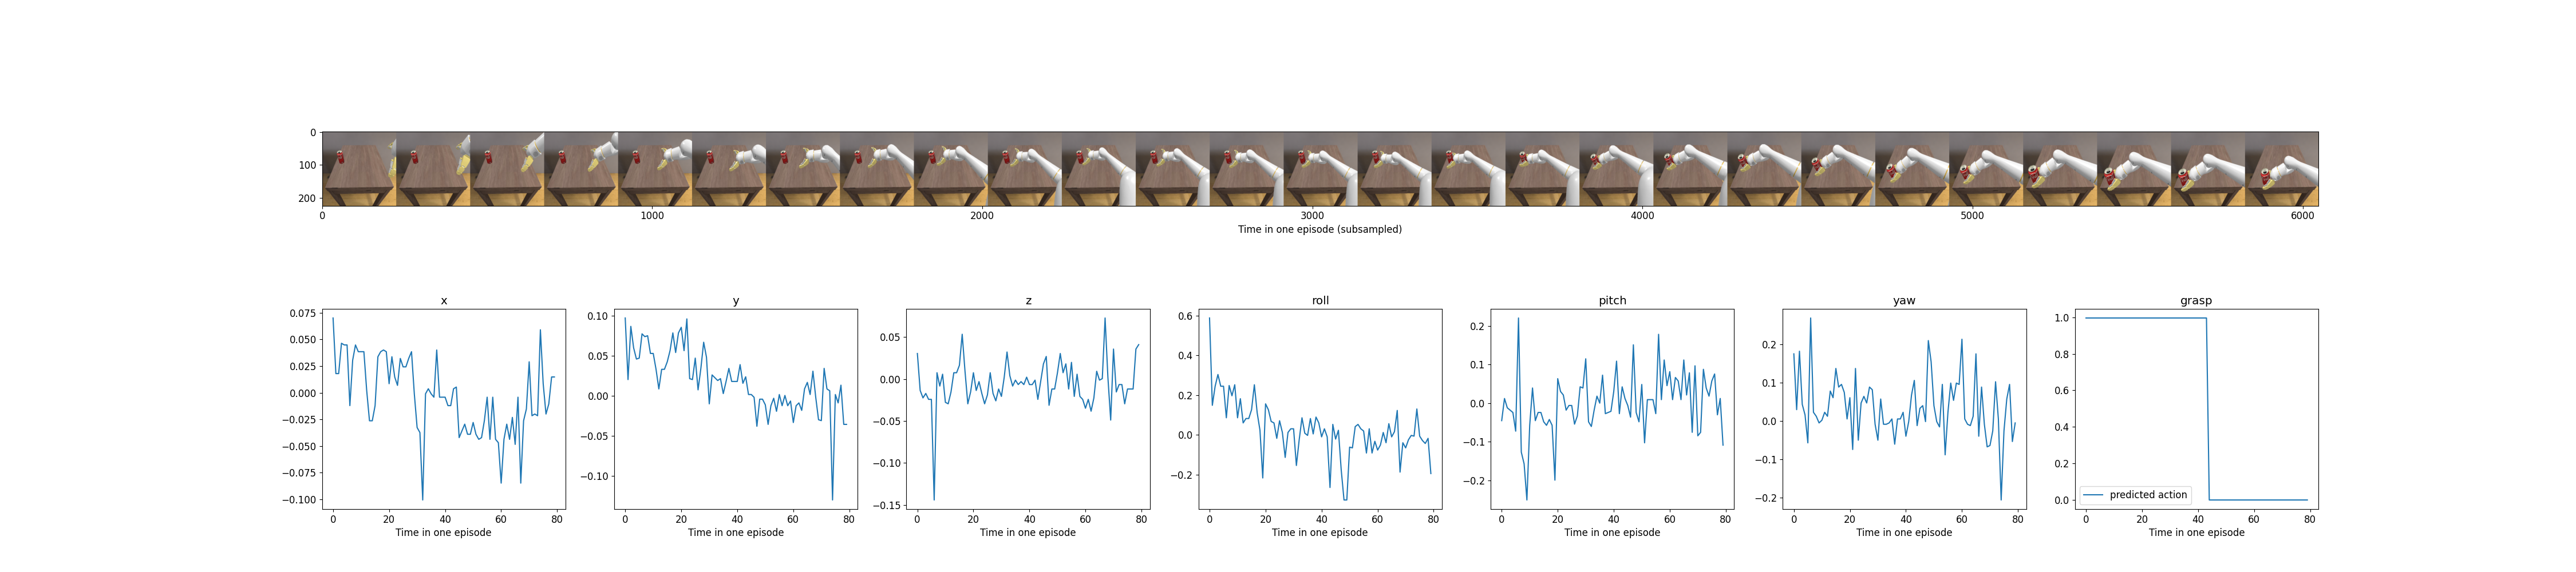 0
100
200
0 1000 2000 3000 4000 5000 6000
Time in one episode (subsampled)
x
0.075
0.050
0.025
0.000
−0.025
−0.050
−0.075
−0.100
0 20 40 60 80
Time in one episode
y
0.10
0.05
0.00
−0.05
−0.10
0 20 40 60 80
Time in one episode
z
0.05
0.00
−0.05
−0.10
−0.15
0 20 40 60 80
Time in one episode
roll
0.6
0.4
0.2
0.0
−0.2
0 20 40 60 80
Time in one episode
pitch
0.2
0.1
0.0
−0.1
−0.2
0 20 40 60 80
Time in one episode
yaw
0.2
0.1
0.0
−0.1
−0.2
0 20 40 60 80
Time in one episode
grasp
1.0
0.8
0.6
0.4
0.2
0.0
predicted action
0 20 40 60 80
Time in one episode